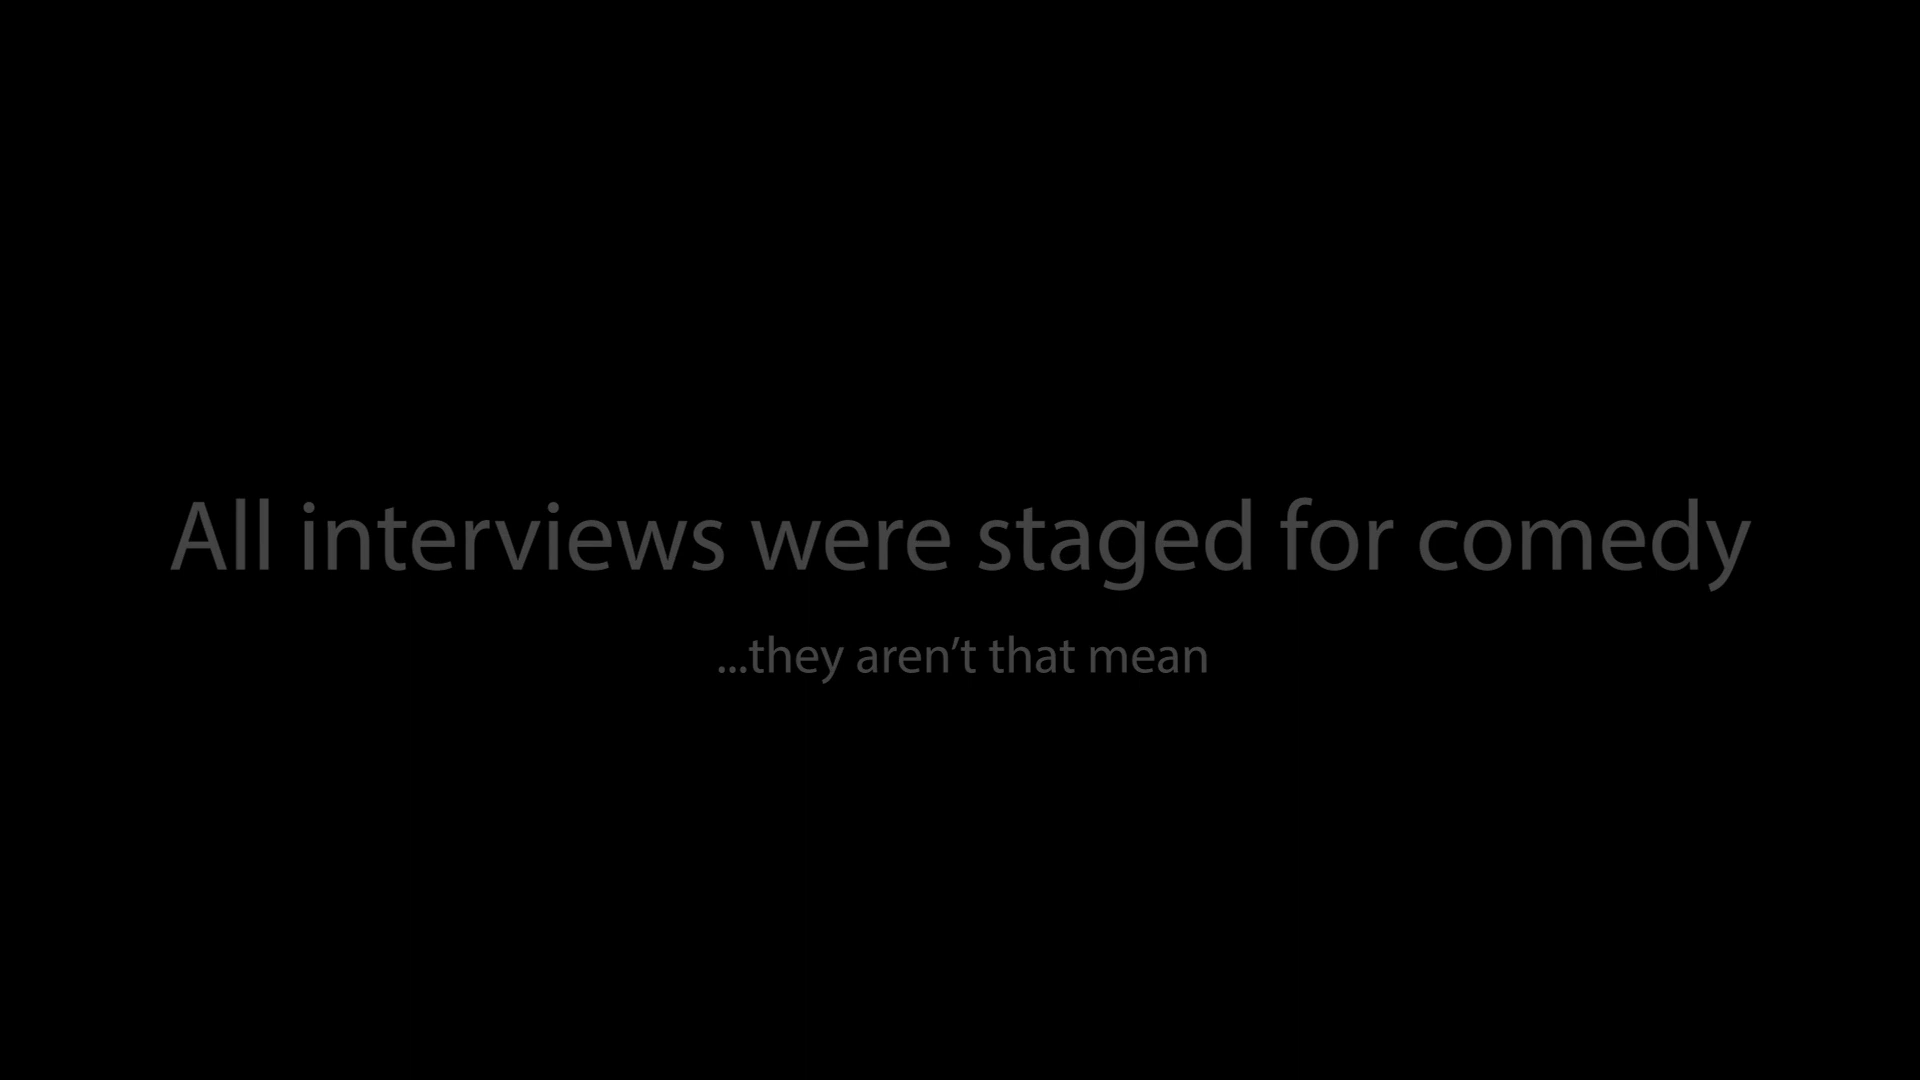 All interviews were staged for comedy
...they aren’t that mean